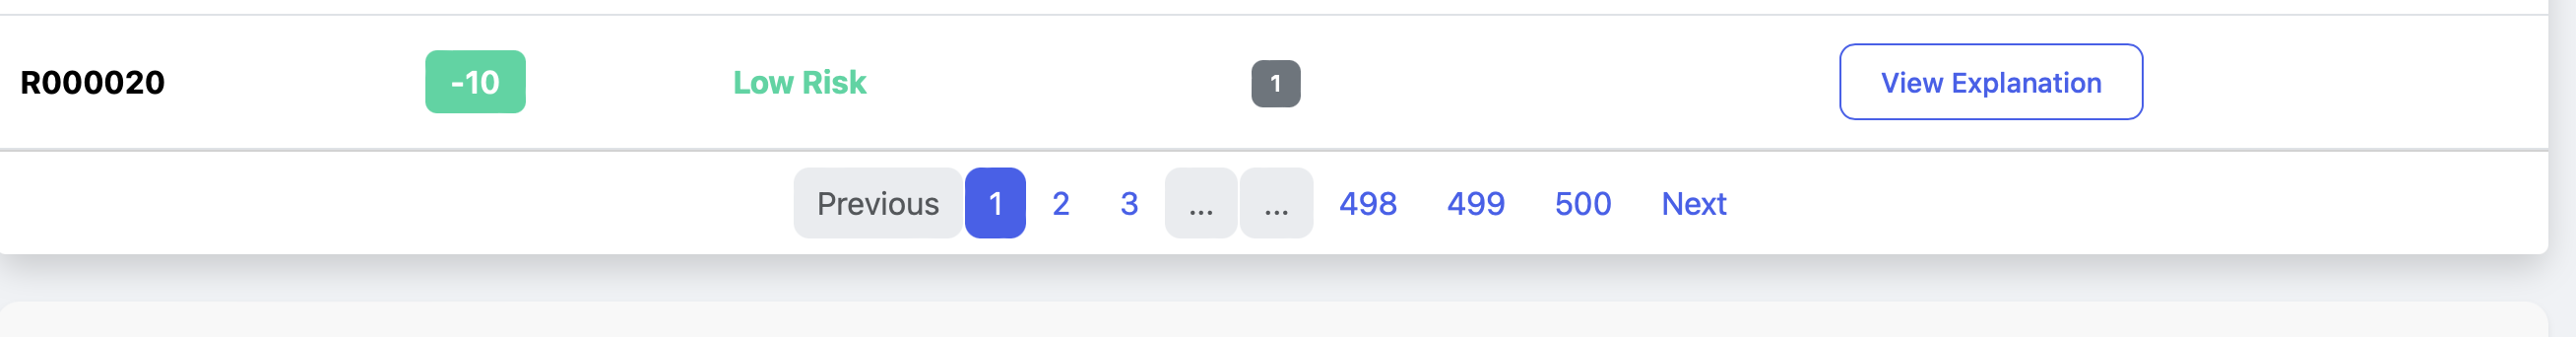 R000020 -10 Low Risk 1 View Explanation
Previous 1 2 3 ... ... 498 499 500 Next